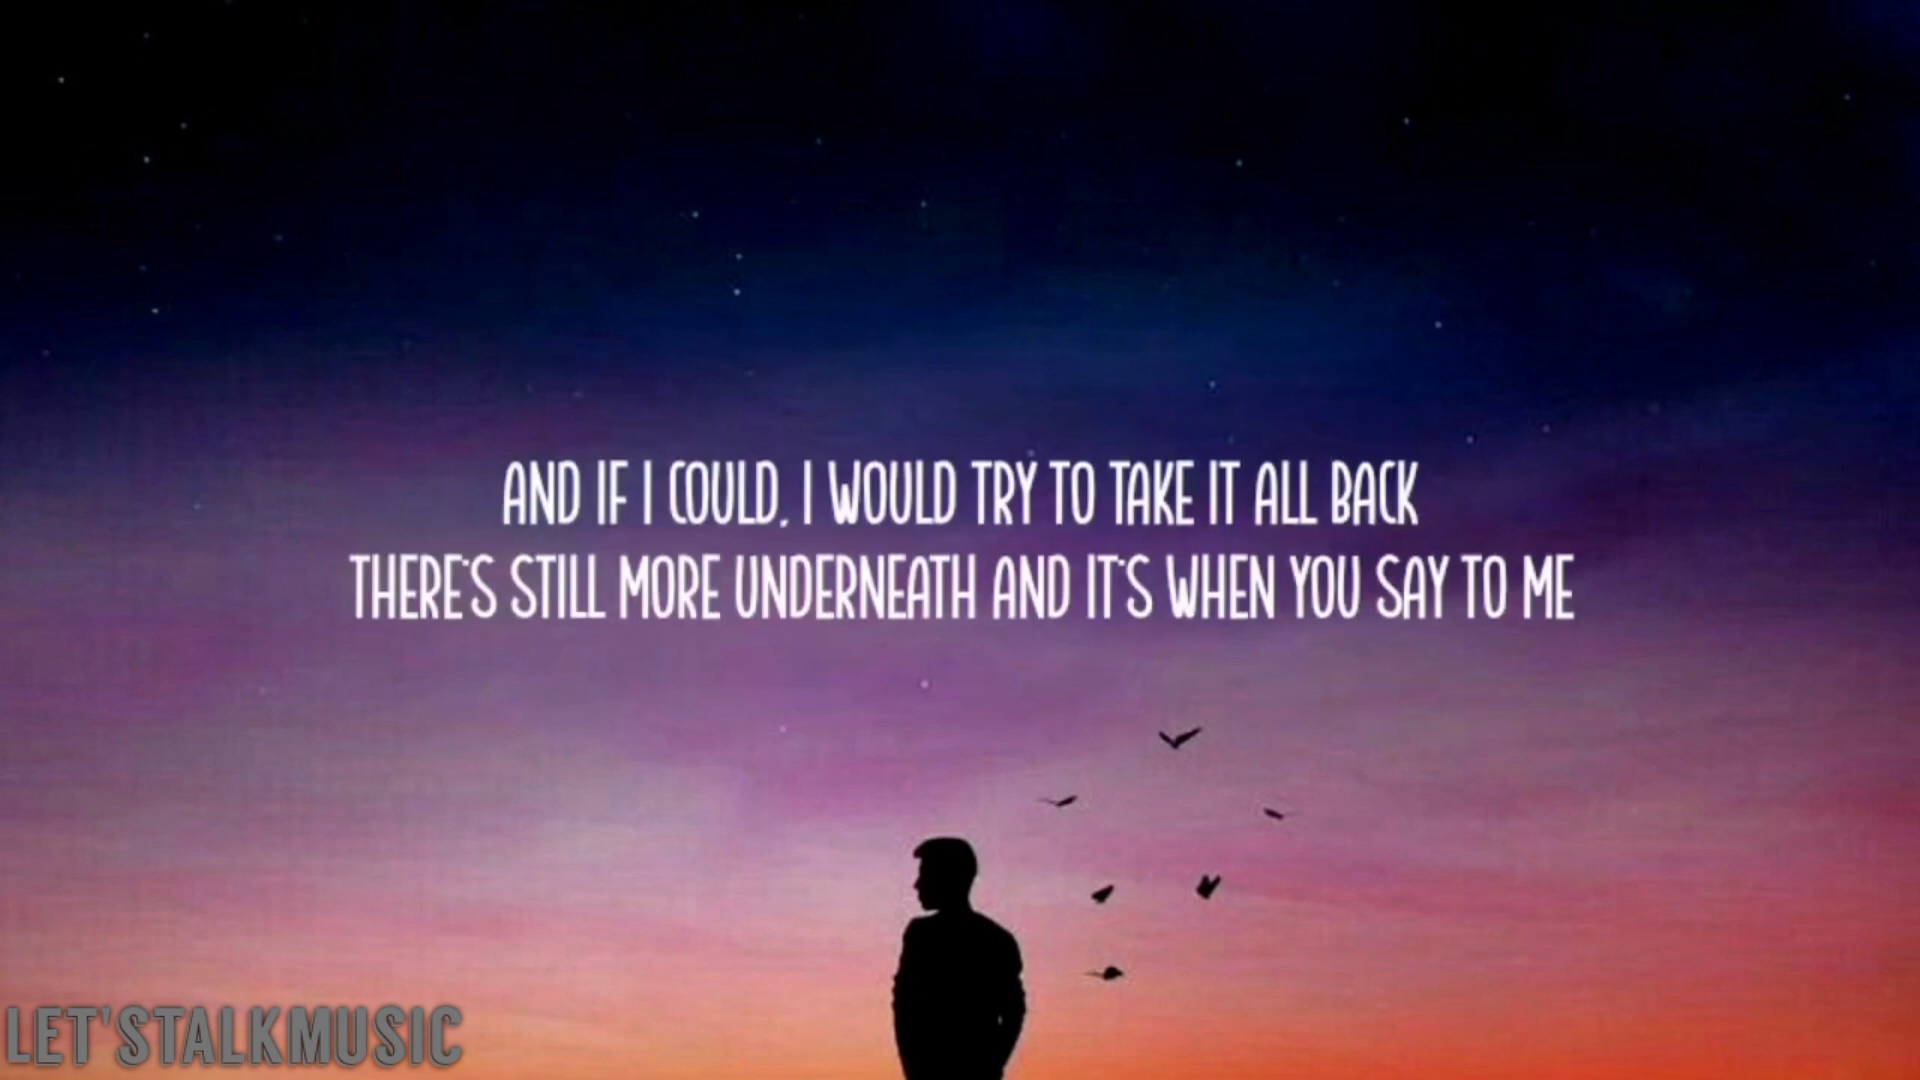 AND IF I COULD, I WOULD TRY TO TAKE IT ALL BACK
THERE'S STILL MORE UNDERNEATH AND IT'S WHEN YOU SAY TO ME
LET'STALKMUSIC